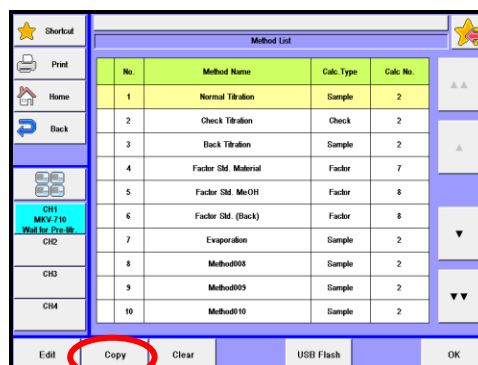 Shortcut
Print
Home
Back
CH1
MKV-710
Wait for Pre-titr.
CH2
CH3
CH4
Method List
No. Method Name Calc.Type Calc No.
1 Normal Titration Sample 2
2 Check Titration Check 2
3 Back Titration Sample 2
4 Factor Std. Material Factor 7
5 Factor Std. MeOH Factor 8
6 Factor Std. (Back) Factor 8
7 Evaporation Sample 2
8 Method008 Sample 2
9 Method009 Sample 2
10 Method010 Sample 2
Edit Copy Clear USB Flash OK